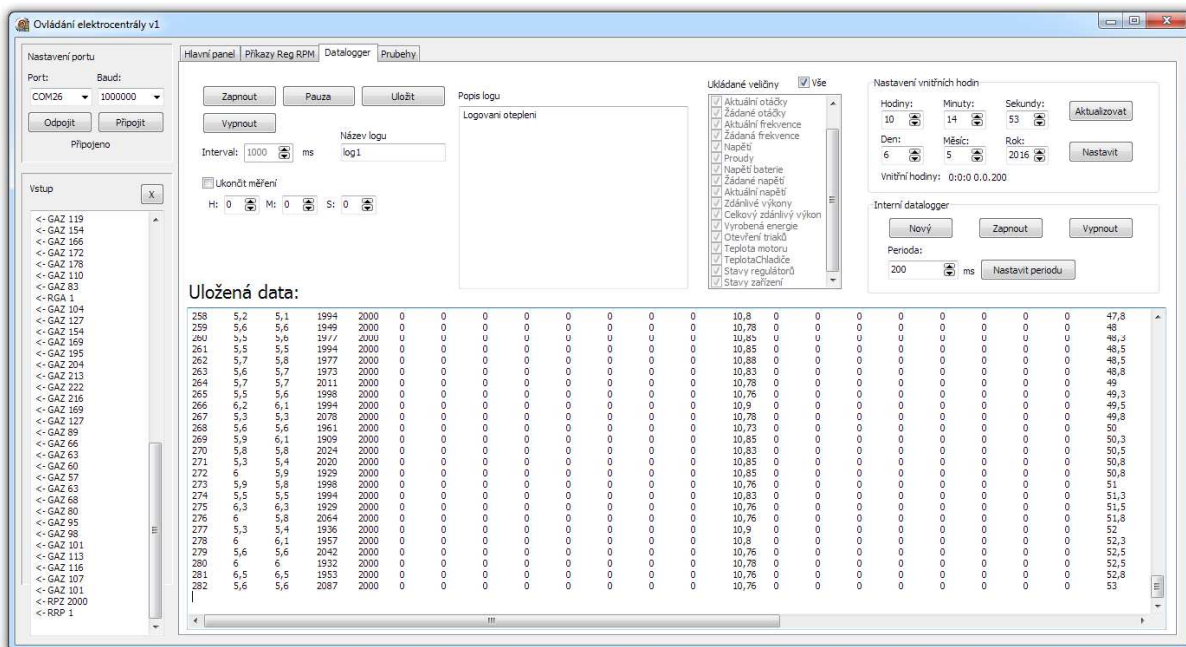 Ovládání elektrocentrály v1
Nastavení portu
Port: Baud:
COM26 1000000
Odpojit Připojit
Připojeno
Vstup
X
<- GAZ 119
<- GAZ 154
<- GAZ 166
<- GAZ 172
<- GAZ 178
<- GAZ 110
<- GAZ 83
<- RGA 1
<- GAZ 104
<- GAZ 127
<- GAZ 154
<- GAZ 169
<- GAZ 195
<- GAZ 204
<- GAZ 213
<- GAZ 222
<- GAZ 216
<- GAZ 169
<- GAZ 127
<- GAZ 89
<- GAZ 66
<- GAZ 63
<- GAZ 60
<- GAZ 57
<- GAZ 63
<- GAZ 68
<- GAZ 80
<- GAZ 95
<- GAZ 98
<- GAZ 101
<- GAZ 113
<- GAZ 116
<- GAZ 107
<- GAZ 101
<- RPZ 2000
<- RRP 1
Hlavní panel Příkazy Reg RPM Datalogger Prubehy
Zapnout Pauza Uložit
Vypnout
Název logu
Interval: 1000 ms log1
Ukončit měření
H: 0 M: 0 S: 0
Popis logu
Logovani otepleni
Ukládané veličiny Vše
Aktuální otáčky
Žádané otáčky
Aktuální frekvence
Žádaná frekvence
Napětí
Proudy
Napětí baterie
Žádané napětí
Aktuální napětí
Zdánlivé výkony
Celkový zdánlivý výkon
Vyrobená energie
Otevření triaků
Teplota motoru
TeplotaChladiče
Stavy regulátorů
Stavy zařízení
Nastavení vnitřních hodin
Hodiny: Minuty: Sekundy:
10 14 53 Aktualizovat
Den: Měsíc: Rok:
6 5 2016 Nastavit
Vnitřní hodiny: 0:0:0 0.0.200
Interní datalogger
Nový Zapnout Vypnout
Perioda:
200 ms Nastavit periodu
Uložená data:
258 5,2 5,1 1994 2000 0 0 0 0 0 0 0 0 10,8 0 0 0 0 0 0 0 0 47,8
259 5,6 5,6 1949 2000 0 0 0 0 0 0 0 0 10,78 0 0 0 0 0 0 0 0 48
260 5,5 5,6 1977 2000 0 0 0 0 0 0 0 0 10,85 0 0 0 0 0 0 0 0 48,3
261 5,5 5,5 1994 2000 0 0 0 0 0 0 0 0 10,85 0 0 0 0 0 0 0 0 48,5
262 5,7 5,8 1977 2000 0 0 0 0 0 0 0 0 10,88 0 0 0 0 0 0 0 0 48,5
263 5,6 5,7 1973 2000 0 0 0 0 0 0 0 0 10,83 0 0 0 0 0 0 0 0 48,8
264 5,7 5,7 2011 2000 0 0 0 0 0 0 0 0 10,78 0 0 0 0 0 0 0 0 49
265 5,5 5,6 1998 2000 0 0 0 0 0 0 0 0 10,76 0 0 0 0 0 0 0 0 49,3
266 6,2 6,1 1994 2000 0 0 0 0 0 0 0 0 10,9 0 0 0 0 0 0 0 0 49,5
267 5,3 5,3 2078 2000 0 0 0 0 0 0 0 0 10,78 0 0 0 0 0 0 0 0 49,8
268 5,6 5,6 1961 2000 0 0 0 0 0 0 0 0 10,73 0 0 0 0 0 0 0 0 50
269 5,9 6,1 1909 2000 0 0 0 0 0 0 0 0 10,85 0 0 0 0 0 0 0 0 50,3
270 5,8 5,8 2024 2000 0 0 0 0 0 0 0 0 10,83 0 0 0 0 0 0 0 0 50,5
271 5,3 5,4 2020 2000 0 0 0 0 0 0 0 0 10,85 0 0 0 0 0 0 0 0 50,8
272 6 5,9 1929 2000 0 0 0 0 0 0 0 0 10,85 0 0 0 0 0 0 0 0 50,8
273 5,9 5,8 1998 2000 0 0 0 0 0 0 0 0 10,76 0 0 0 0 0 0 0 0 51
274 5,5 5,5 1994 2000 0 0 0 0 0 0 0 0 10,83 0 0 0 0 0 0 0 0 51,3
275 6,3 6,3 1929 2000 0 0 0 0 0 0 0 0 10,76 0 0 0 0 0 0 0 0 51,5
276 6 5,8 2064 2000 0 0 0 0 0 0 0 0 10,76 0 0 0 0 0 0 0 0 51,8
277 5,3 5,4 1936 2000 0 0 0 0 0 0 0 0 10,9 0 0 0 0 0 0 0 0 52
278 6 6,1 1957 2000 0 0 0 0 0 0 0 0 10,8 0 0 0 0 0 0 0 0 52,3
279 5,6 5,6 2042 2000 0 0 0 0 0 0 0 0 10,76 0 0 0 0 0 0 0 0 52,5
280 6 6 1932 2000 0 0 0 0 0 0 0 0 10,78 0 0 0 0 0 0 0 0 52,5
281 6,5 6,5 1953 2000 0 0 0 0 0 0 0 0 10,76 0 0 0 0 0 0 0 0 52,8
282 5,6 5,6 2087 2000 0 0 0 0 0 0 0 0 10,76 0 0 0 0 0 0 0 0 53